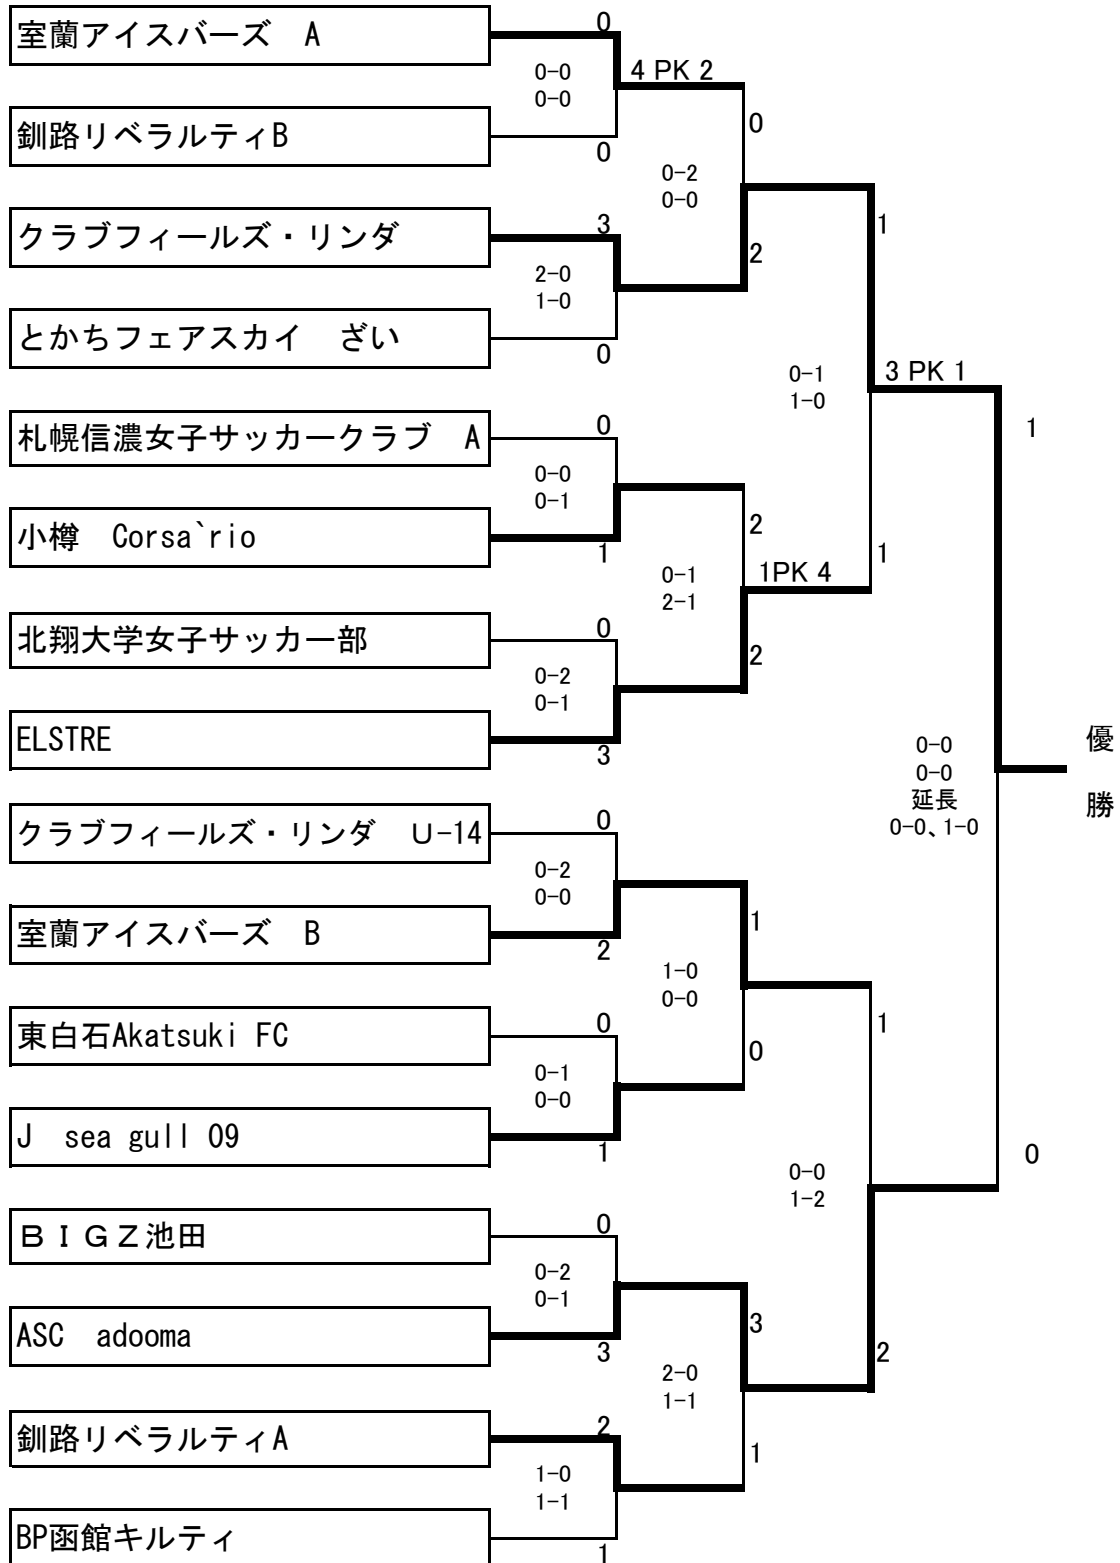 室蘭アイスバーズ　A
0
0-0
0-0
4 PK 2
釧路リベラルティB
0
0
0-2
0-0
クラブフィールズ・リンダ
3
2
1
2-0
1-0
とかちフェアスカイ　ざい
0
0-1
1-0
3 PK 1
札幌信濃女子サッカークラブ　A
0
1
0-0
0-1
小樽　Corsa`rio
1
2
1
0-1
2-1
1PK 4
北翔大学女子サッカー部
0
2
0-2
0-1
ELSTRE
3
0-0
0-0
延長
0-0、1-0
優
勝
クラブフィールズ・リンダ　U-14
0
0-2
0-0
室蘭アイスバーズ　B
2
1
1-0
0-0
東白石Akatsuki FC
0
0
1
0-1
0-0
J　sea gull 09
1
0
0-0
1-2
ＢＩＧＺ池田
0
0-2
0-1
ASC　adooma
3
3
2
2-0
1-1
釧路リベラルティA
2
1
1-0
1-1
BP函館キルティ
1